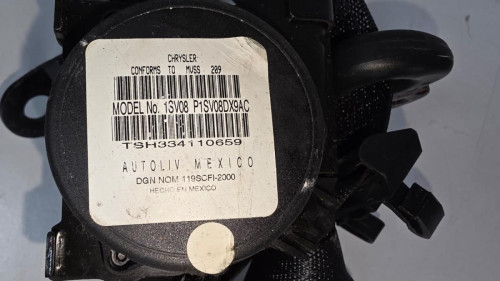 CHRYSLER
CONFORMS TO MVSS 209
MODEL No. 1SV08 P1SV08DX9AC
TSH334110659
AUTOLIV MEXICO
DGN NOM 119SCFI-2000
HECHO EN MEXICO